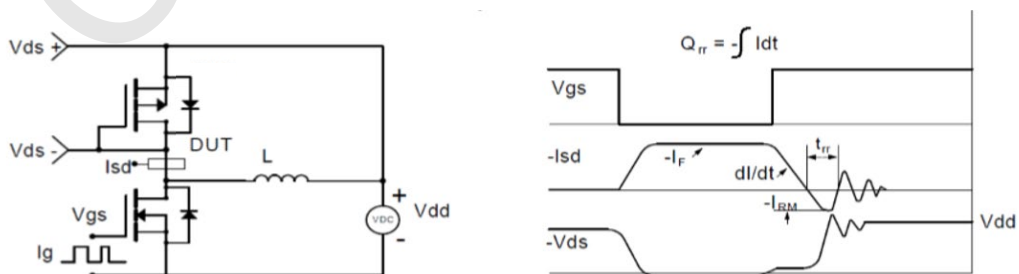 Vds +
Vds -
Isd
DUT
L
Vgs
Ig
+
VDC
-
Vdd
Qrr = -∫ Idt
Vgs
-Isd
-IF
dI/dt
trr
-IRM
Vdd
-Vds